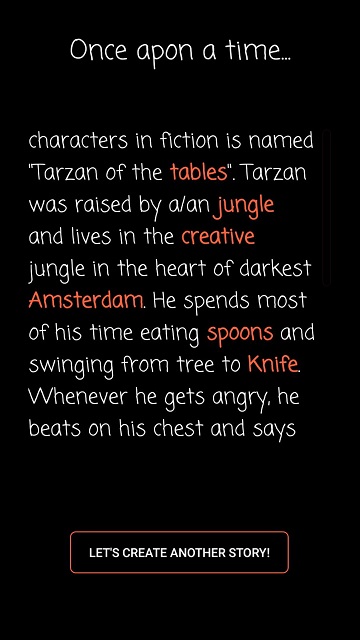 Once apon a time...
characters in fiction is named
"Tarzan of the tables". Tarzan
was raised by a/an jungle
and lives in the creative
jungle in the heart of darkest
Amsterdam. He spends most
of his time eating spoons and
swinging from tree to Knife.
Whenever he gets angry, he
beats on his chest and says
LET'S CREATE ANOTHER STORY!